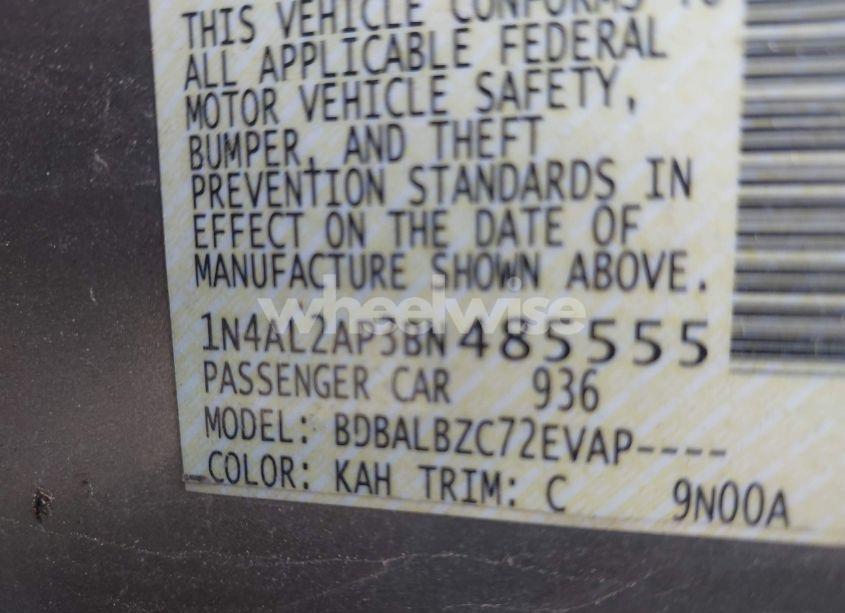 THIS VEHICLE CONFORMS TO
ALL APPLICABLE FEDERAL
MOTOR VEHICLE SAFETY,
BUMPER, AND THEFT
PREVENTION STANDARDS IN
EFFECT ON THE DATE OF
MANUFACTURE SHOWN ABOVE.
wheelwise
1N4AL2AP3BN485555
PASSENGER CAR 936
MODEL: BDBALBZC72EVAP----
COLOR: KAH TRIM: C 9N00A